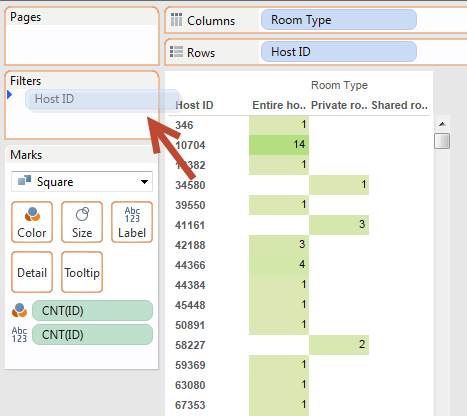 Pages
Columns Room Type
Rows Host ID
Filters
Host ID
Room Type
Host ID Entire ho.. Private ro.. Shared ro..
346 1
10704 14
1
34580 1
39550 1
41161 3
42188 3
44366 4
44384 1
45448 1
50891 1
58227 2
59369 1
63080 1
67353 1
Marks
Square
Color Size Abc 123 Label
Detail Tooltip
CNT(ID)
Abc 123 CNT(ID)